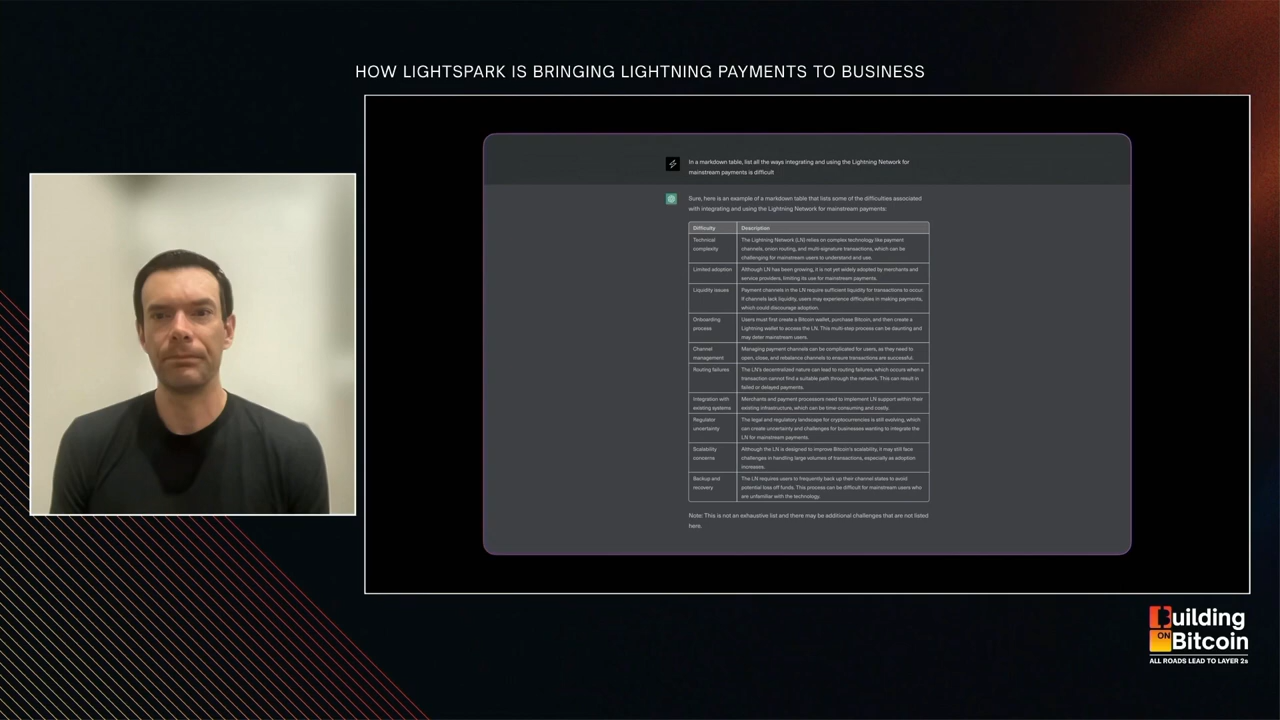 HOW LIGHTSPARK IS BRINGING LIGHTNING PAYMENTS TO BUSINESS
In a markdown table, list all the ways integrating and using the Lightning Network for
mainstream payments is difficult
Sure, here is an example of a markdown table that lists some of the difficulties associated
with integrating and using the Lightning Network for mainstream payments:
Difficulty Description
Technical
complexity
The Lightning Network (LN) relies on complex technology like payment
channels, onion routing, and multi-signature transactions, which can be
challenging for mainstream users to understand and use.
Limited adoption
Although LN has been growing, it is not yet widely adopted by merchants and
service providers, limiting its use for mainstream payments.
Liquidity issues
Payment channels in the LN require sufficient liquidity for transactions to occur.
If channels lack liquidity, users may experience difficulties in making payments,
which could discourage adoption.
Onboarding
process
Users must first create a Bitcoin wallet, purchase Bitcoin, and then create a
Lightning wallet to access the LN. This multi-step process can be daunting and
may deter mainstream users.
Channel
management
Managing payment channels can be complicated for users, as they need to
open, close, and rebalance channels to ensure transactions are successful.
Routing failures
The LN's decentralized nature can lead to routing failures, which occurs when a
transaction cannot find a suitable path through the network. This can result in
failed or delayed payments.
Integration with
existing systems
Merchants and payment processors need to implement LN support within their
existing infrastructure, which can be time-consuming and costly.
Regulator
uncertainty
The legal and regulatory landscape for cryptocurrencies is still evolving, which
can create uncertainty and challenges for businesses wanting to integrate the
LN for mainstream payments.
Scalability
concerns
Although the LN is designed to improve Bitcoin's scalability, it may still face
challenges in handling large volumes of transactions, especially as adoption
increases.
Backup and
recovery
The LN requires users to frequently back up their channel states to avoid
potential loss off funds. This process can be difficult for mainstream users who
are unfamiliar with the technology.
Note: This is not an exhaustive list and there may be additional challenges that are not listed
here.
Building
ON Bitcoin
ALL ROADS LEAD TO LAYER 2s